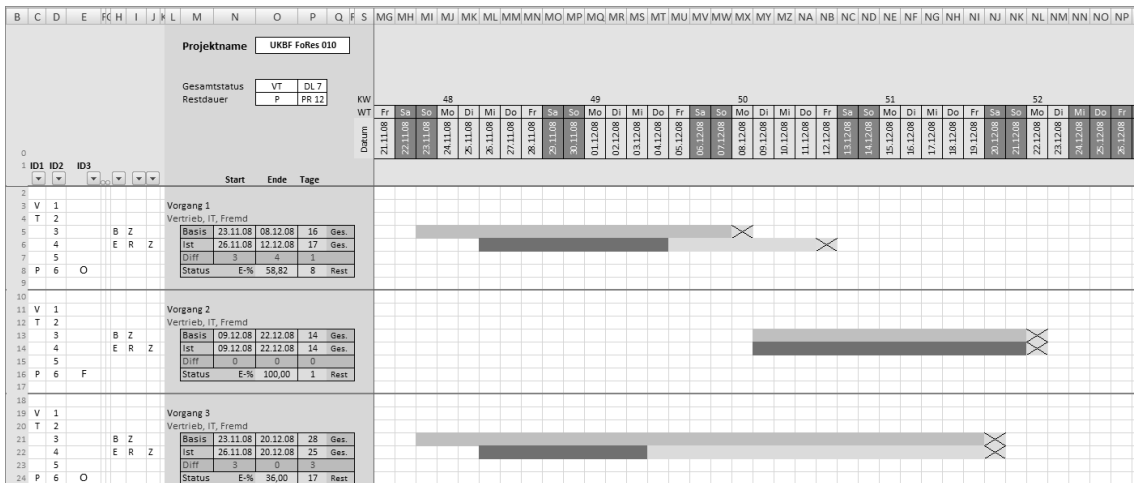 B C D E F G H I J K L M N O P Q R S MG MH MI MJ MK ML MM MN MO MP MQ MR MS MT MU MV MW MX MY MZ NA NB NC ND NE NF NG NH NI NJ NK NL NM NN NO NP
Projektname UKBF FoRes 010
Gesamtstatus VT DL 7
Restdauer P PR 12 KW 48 49 50 51 52
WT Fr Sa So Mo Di Mi Do Fr Sa So Mo Di Mi Do Fr Sa So Mo Di Mi Do Fr Sa So Mo Di Mi Do Fr Sa So Mo Di Mi Do Fr
Datum 21.11.08 22.11.08 23.11.08 24.11.08 25.11.08 26.11.08 27.11.08 28.11.08 29.11.08 30.11.08 01.12.08 02.12.08 03.12.08 04.12.08 05.12.08 06.12.08 07.12.08 08.12.08 09.12.08 10.12.08 11.12.08 12.12.08 13.12.08 14.12.08 15.12.08 16.12.08 17.12.08 18.12.08 19.12.08 20.12.08 21.12.08 22.12.08 23.12.08 24.12.08 25.12.08 26.12.08
0
1 ID1 ID2 ID3
Start Ende Tage
2
3 V 1 Vorgang 1
4 T 2 Vertrieb, IT, Fremd
5 3 B Z Basis 23.11.08 08.12.08 16 Ges.
6 4 E R Z Ist 26.11.08 12.12.08 17 Ges.
7 5 Diff 3 4 1
8 P 6 O Status E-% 58,82 8 Rest
9
10
11 V 1 Vorgang 2
12 T 2 Vertrieb, IT, Fremd
13 3 B Z Basis 09.12.08 22.12.08 14 Ges.
14 4 E R Z Ist 09.12.08 22.12.08 14 Ges.
15 5 Diff 0 0 0
16 P 6 F Status E-% 100,00 1 Rest
17
18
19 V 1 Vorgang 3
20 T 2 Vertrieb, IT, Fremd
21 3 B Z Basis 23.11.08 20.12.08 28 Ges.
22 4 E R Z Ist 26.11.08 20.12.08 25 Ges.
23 5 Diff 3 0 3
24 P 6 O Status E-% 36,00 17 Rest